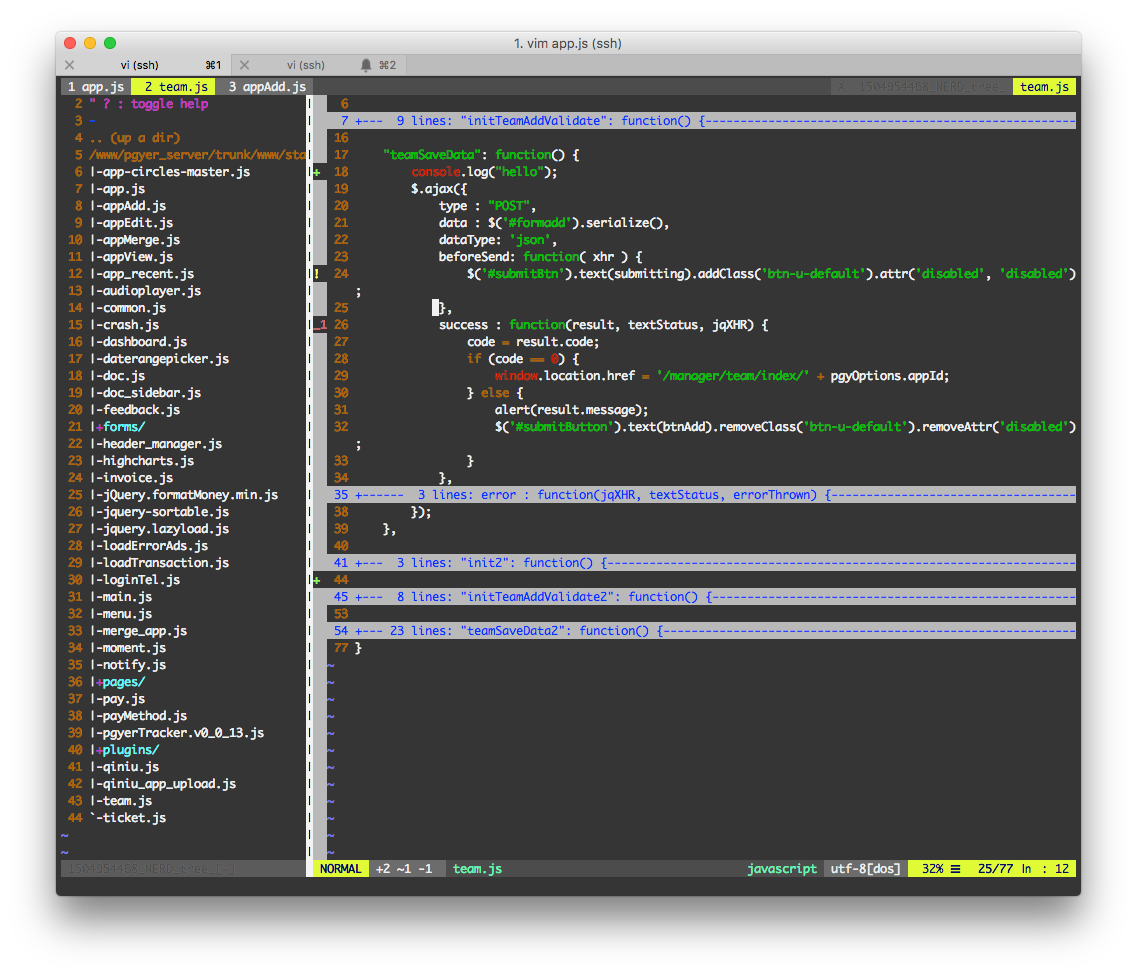 1. vim app.js (ssh)
vi (ssh) ⌘1 vi (ssh) ⌘2
1 app.js 2 team.js 3 appAdd.js team.js
2 " ? : toggle help
3 -
4 .. (up a dir)
5 /www/pgyer_server/trunk/www/sta
6 |-app-circles-master.js
7 |-app.js
8 |-appAdd.js
9 |-appEdit.js
10 |-appMerge.js
11 |-appView.js
12 |-app_recent.js
13 |-audioplayer.js
14 |-common.js
15 |-crash.js
16 |-dashboard.js
17 |-daterangepicker.js
18 |-doc.js
19 |-doc_sidebar.js
20 |-feedback.js
21 |+forms/
22 |-header_manager.js
23 |-highcharts.js
24 |-invoice.js
25 |-jQuery.formatMoney.min.js
26 |-jquery-sortable.js
27 |-jquery.lazyload.js
28 |-loadErrorAds.js
29 |-loadTransaction.js
30 |-loginTel.js
31 |-main.js
32 |-menu.js
33 |-merge_app.js
34 |-moment.js
35 |-notify.js
36 |+pages/
37 |-pay.js
38 |-payMethod.js
39 |-pgyerTracker.v0_0_13.js
40 |+plugins/
41 |-qiniu.js
42 |-qiniu_app_upload.js
43 |-team.js
44 `-ticket.js
~
~
6
7 +---  9 lines: "initTeamAddValidate": function() {-----------------------------------------------------
16
17     "teamSaveData": function() {
+ 18         console.log("hello");
19         $.ajax({
20             type : "POST",
21             data : $('#formadd').serialize(),
22             dataType: 'json',
23             beforeSend: function( xhr ) {
! 24                 $('#submitBtn').text(submitting).addClass('btn-u-default').attr('disabled', 'disabled')
;
25             },
_1 26             success : function(result, textStatus, jqXHR) {
27                 code = result.code;
28                 if (code == 0) {
29                     window.location.href = '/manager/team/index/' + pgyOptions.appId;
30                 } else {
31                     alert(result.message);
32                     $('#submitButton').text(btnAdd).removeClass('btn-u-default').removeAttr('disabled')
;
33                 }
34             },
35 +------  3 lines: error : function(jqXHR, textStatus, errorThrown) {-----------------------------------
38         });
39     },
40
41 +---  3 lines: "init2": function() {-------------------------------------------------------------------
+ 44
45 +---  8 lines: "initTeamAddValidate2": function() {----------------------------------------------------
53
54 +--- 23 lines: "teamSaveData2": function() {-----------------------------------------------------------
77 }
~
~
~
~
~
~
~
~
~
~
~
~
NORMAL +2 ~1 -1 team.js javascript utf-8[dos] 32% ☰ 25/77 ln : 12